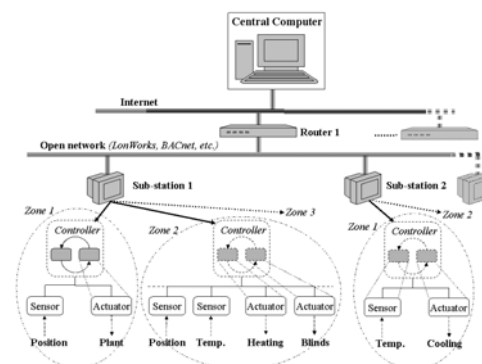 Central Computer
Internet
Router 1
Open network (LonWorks, BACnet, etc.)
Sub-station 1
Sub-station 2
Zone 1
Zone 2
Zone 3
Zone 1
Zone 2
Controller
Controller
Controller
Sensor
Actuator
Sensor
Sensor
Actuator
Actuator
Sensor
Actuator
Position
Plant
Position
Temp.
Heating
Blinds
Temp.
Cooling